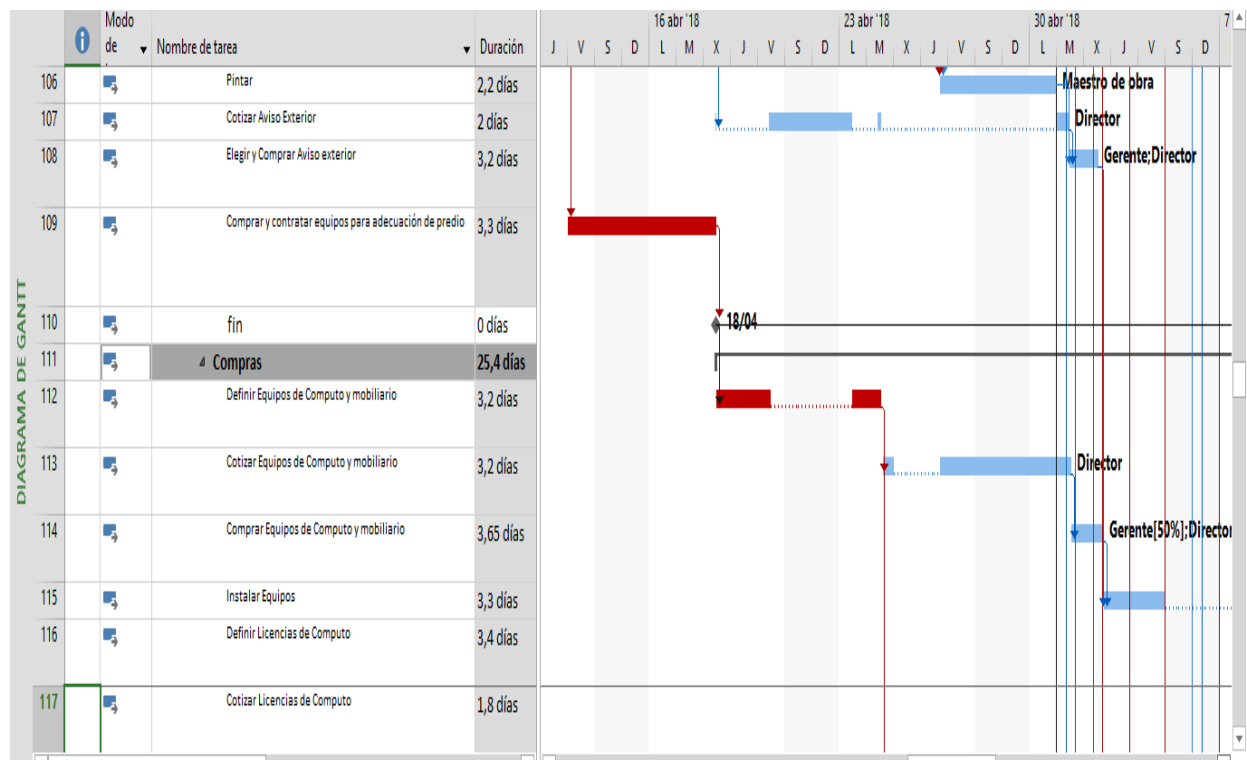 Modo
de
Nombre de tarea
Duración
16 abr '18
23 abr '18
30 abr '18
7
J V S D L M X J V S D L M X J V S D L M X J V S D
DIAGRAMA DE GANTT
106 Pintar 2,2 días Maestro de obra
107 Cotizar Aviso Exterior 2 días Director
108 Elegir y Comprar Aviso exterior 3,2 días Gerente;Director
109 Comprar y contratar equipos para adecuación de predio 3,3 días
110 fin 0 días 18/04
111 Compras 25,4 días
112 Definir Equipos de Computo y mobiliario 3,2 días
113 Cotizar Equipos de Computo y mobiliario 3,2 días Director
114 Comprar Equipos de Computo y mobiliario 3,65 días Gerente[50%];Director
115 Instalar Equipos 3,3 días
116 Definir Licencias de Computo 3,4 días
117 Cotizar Licencias de Computo 1,8 días